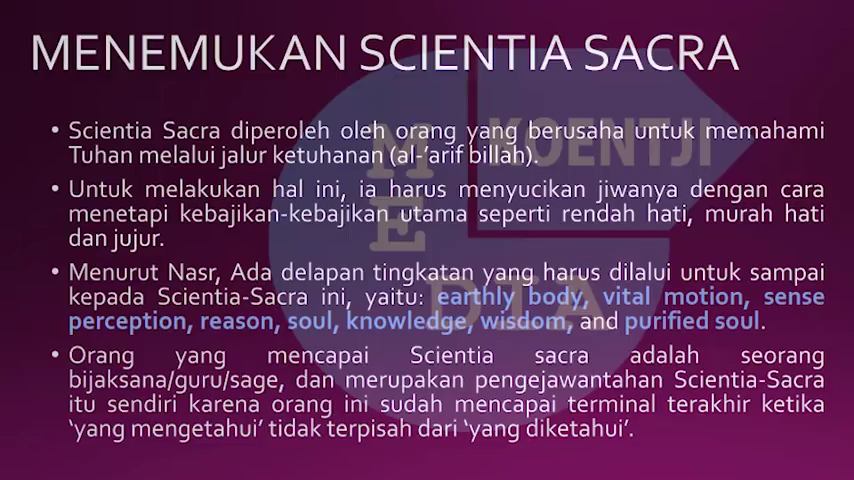 MENEMUKAN SCIENTIA SACRA
• Scientia Sacra diperoleh oleh orang yang berusaha untuk memahami
Tuhan melalui jalur ketuhanan (al-'arif billah).
• Untuk melakukan hal ini, ia harus menyucikan jiwanya dengan cara
menetapi kebajikan-kebajikan utama seperti rendah hati, murah hati
dan jujur.
• Menurut Nasr, Ada delapan tingkatan yang harus dilalui untuk sampai
kepada Scientia-Sacra ini, yaitu: earthly body, vital motion, sense
perception, reason, soul, knowledge, wisdom, and purified soul.
• Orang yang mencapai Scientia sacra adalah seorang
bijaksana/guru/sage, dan merupakan pengejawantahan Scientia-Sacra
itu sendiri karena orang ini sudah mencapai terminal terakhir ketika
'yang mengetahui' tidak terpisah dari 'yang diketahui'.
KOENTJI
MEDIA